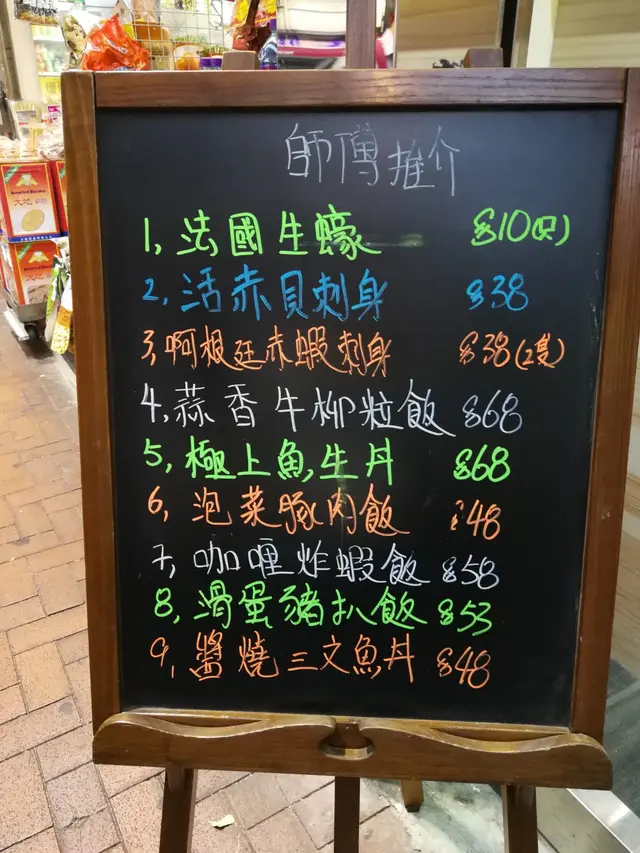 師傅推介
1, 法國生蠔 $10(只)
2, 活赤貝刺身 $38
3, 啊根廷赤蝦刺身 $38(2隻)
4, 蒜香牛柳粒飯 $68
5, 極上魚生丼 $68
6, 泡菜豚肉飯 $48
7, 咖喱炸蝦飯 $58
8, 滑蛋豬扒飯 $53
9, 醬燒三文魚丼 $48